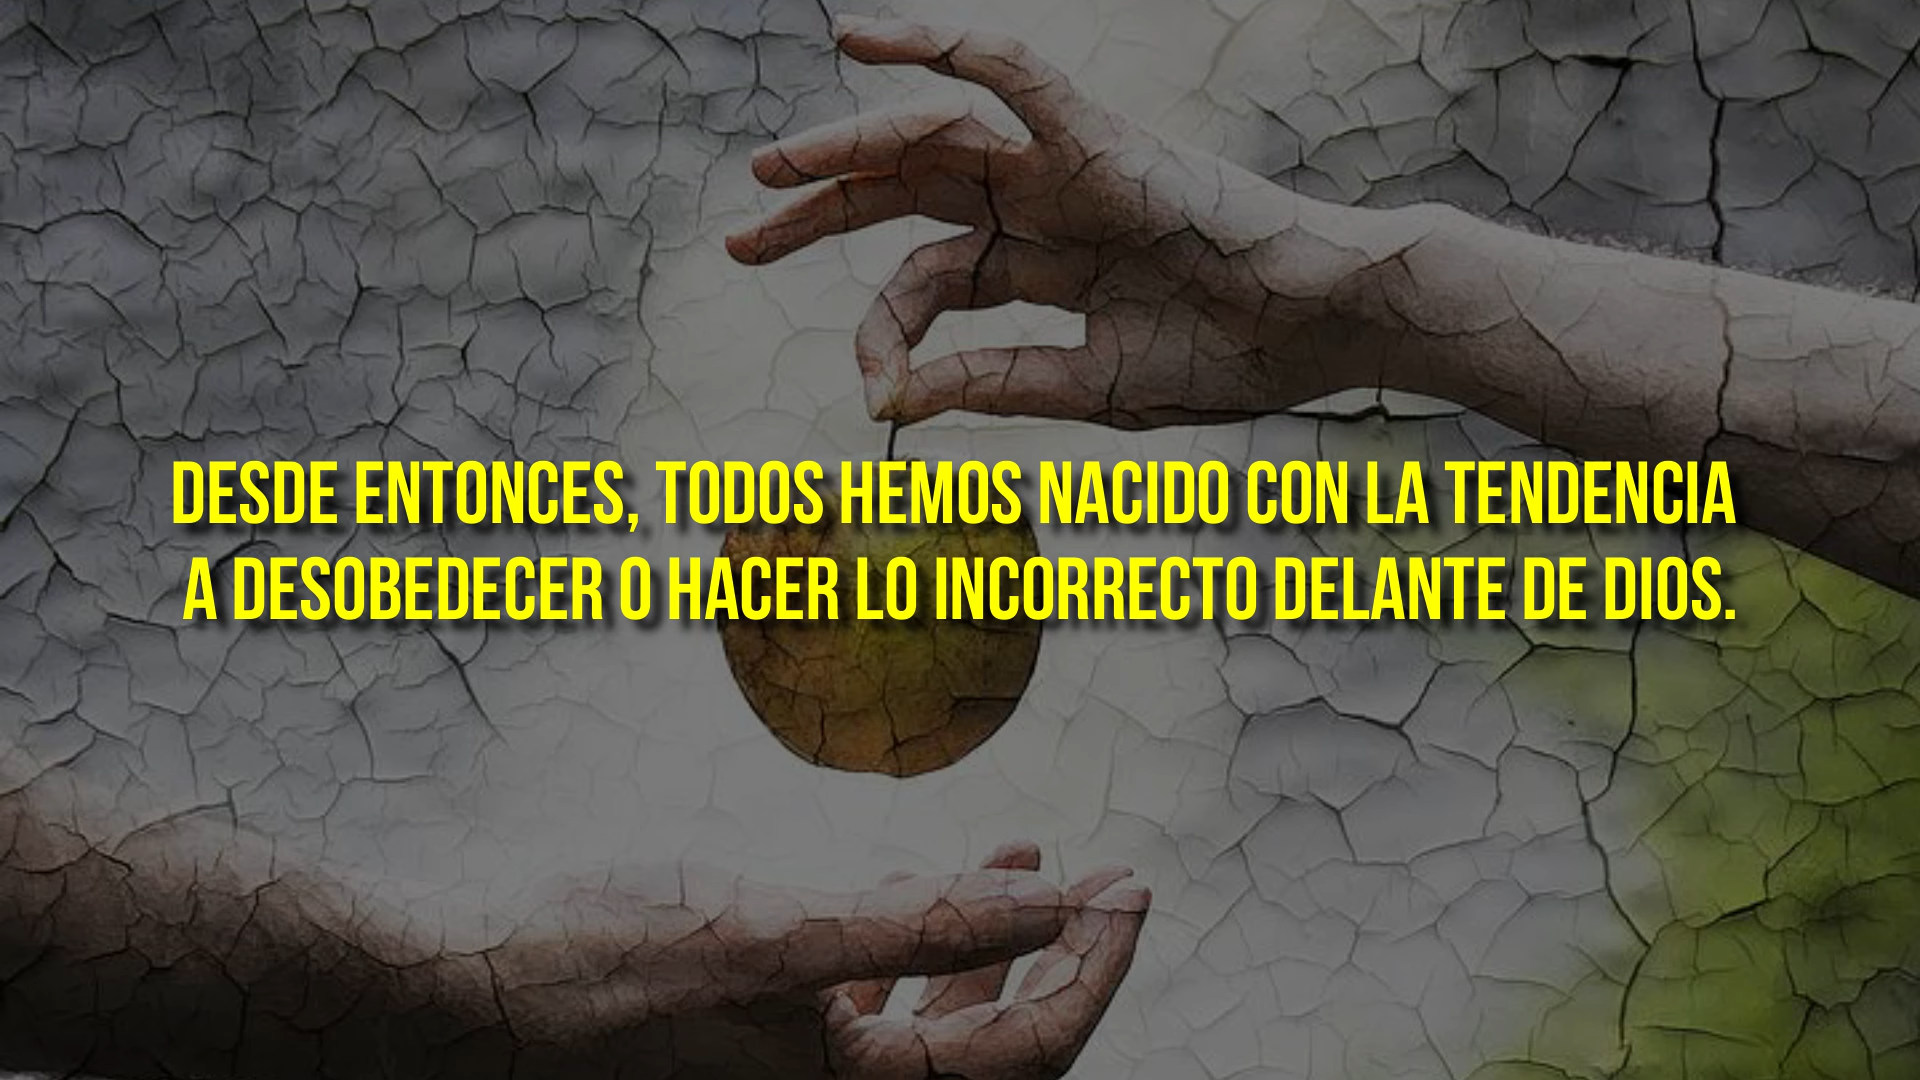 DESDE ENTONCES, TODOS HEMOS NACIDO CON LA TENDENCIA
A DESOBEDECER O HACER LO INCORRECTO DELANTE DE DIOS.